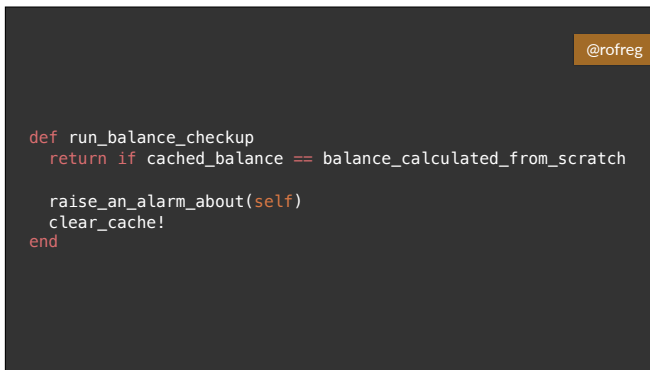 @rofreg
def run_balance_checkup
  return if cached_balance == balance_calculated_from_scratch
  raise_an_alarm_about(self)
  clear_cache!
end